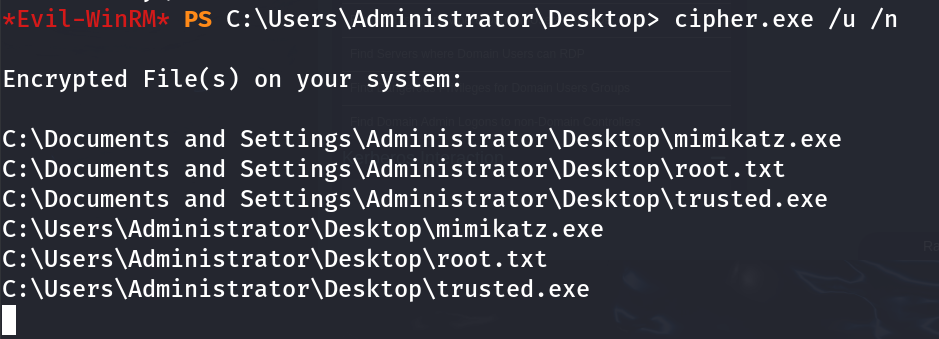 *Evil-WinRM* PS C:\Users\Administrator\Desktop> cipher.exe /u /n
Encrypted File(s) on your system:
C:\Documents and Settings\Administrator\Desktop\mimikatz.exe
C:\Documents and Settings\Administrator\Desktop\root.txt
C:\Documents and Settings\Administrator\Desktop\trusted.exe
C:\Users\Administrator\Desktop\mimikatz.exe
C:\Users\Administrator\Desktop\root.txt
C:\Users\Administrator\Desktop\trusted.exe